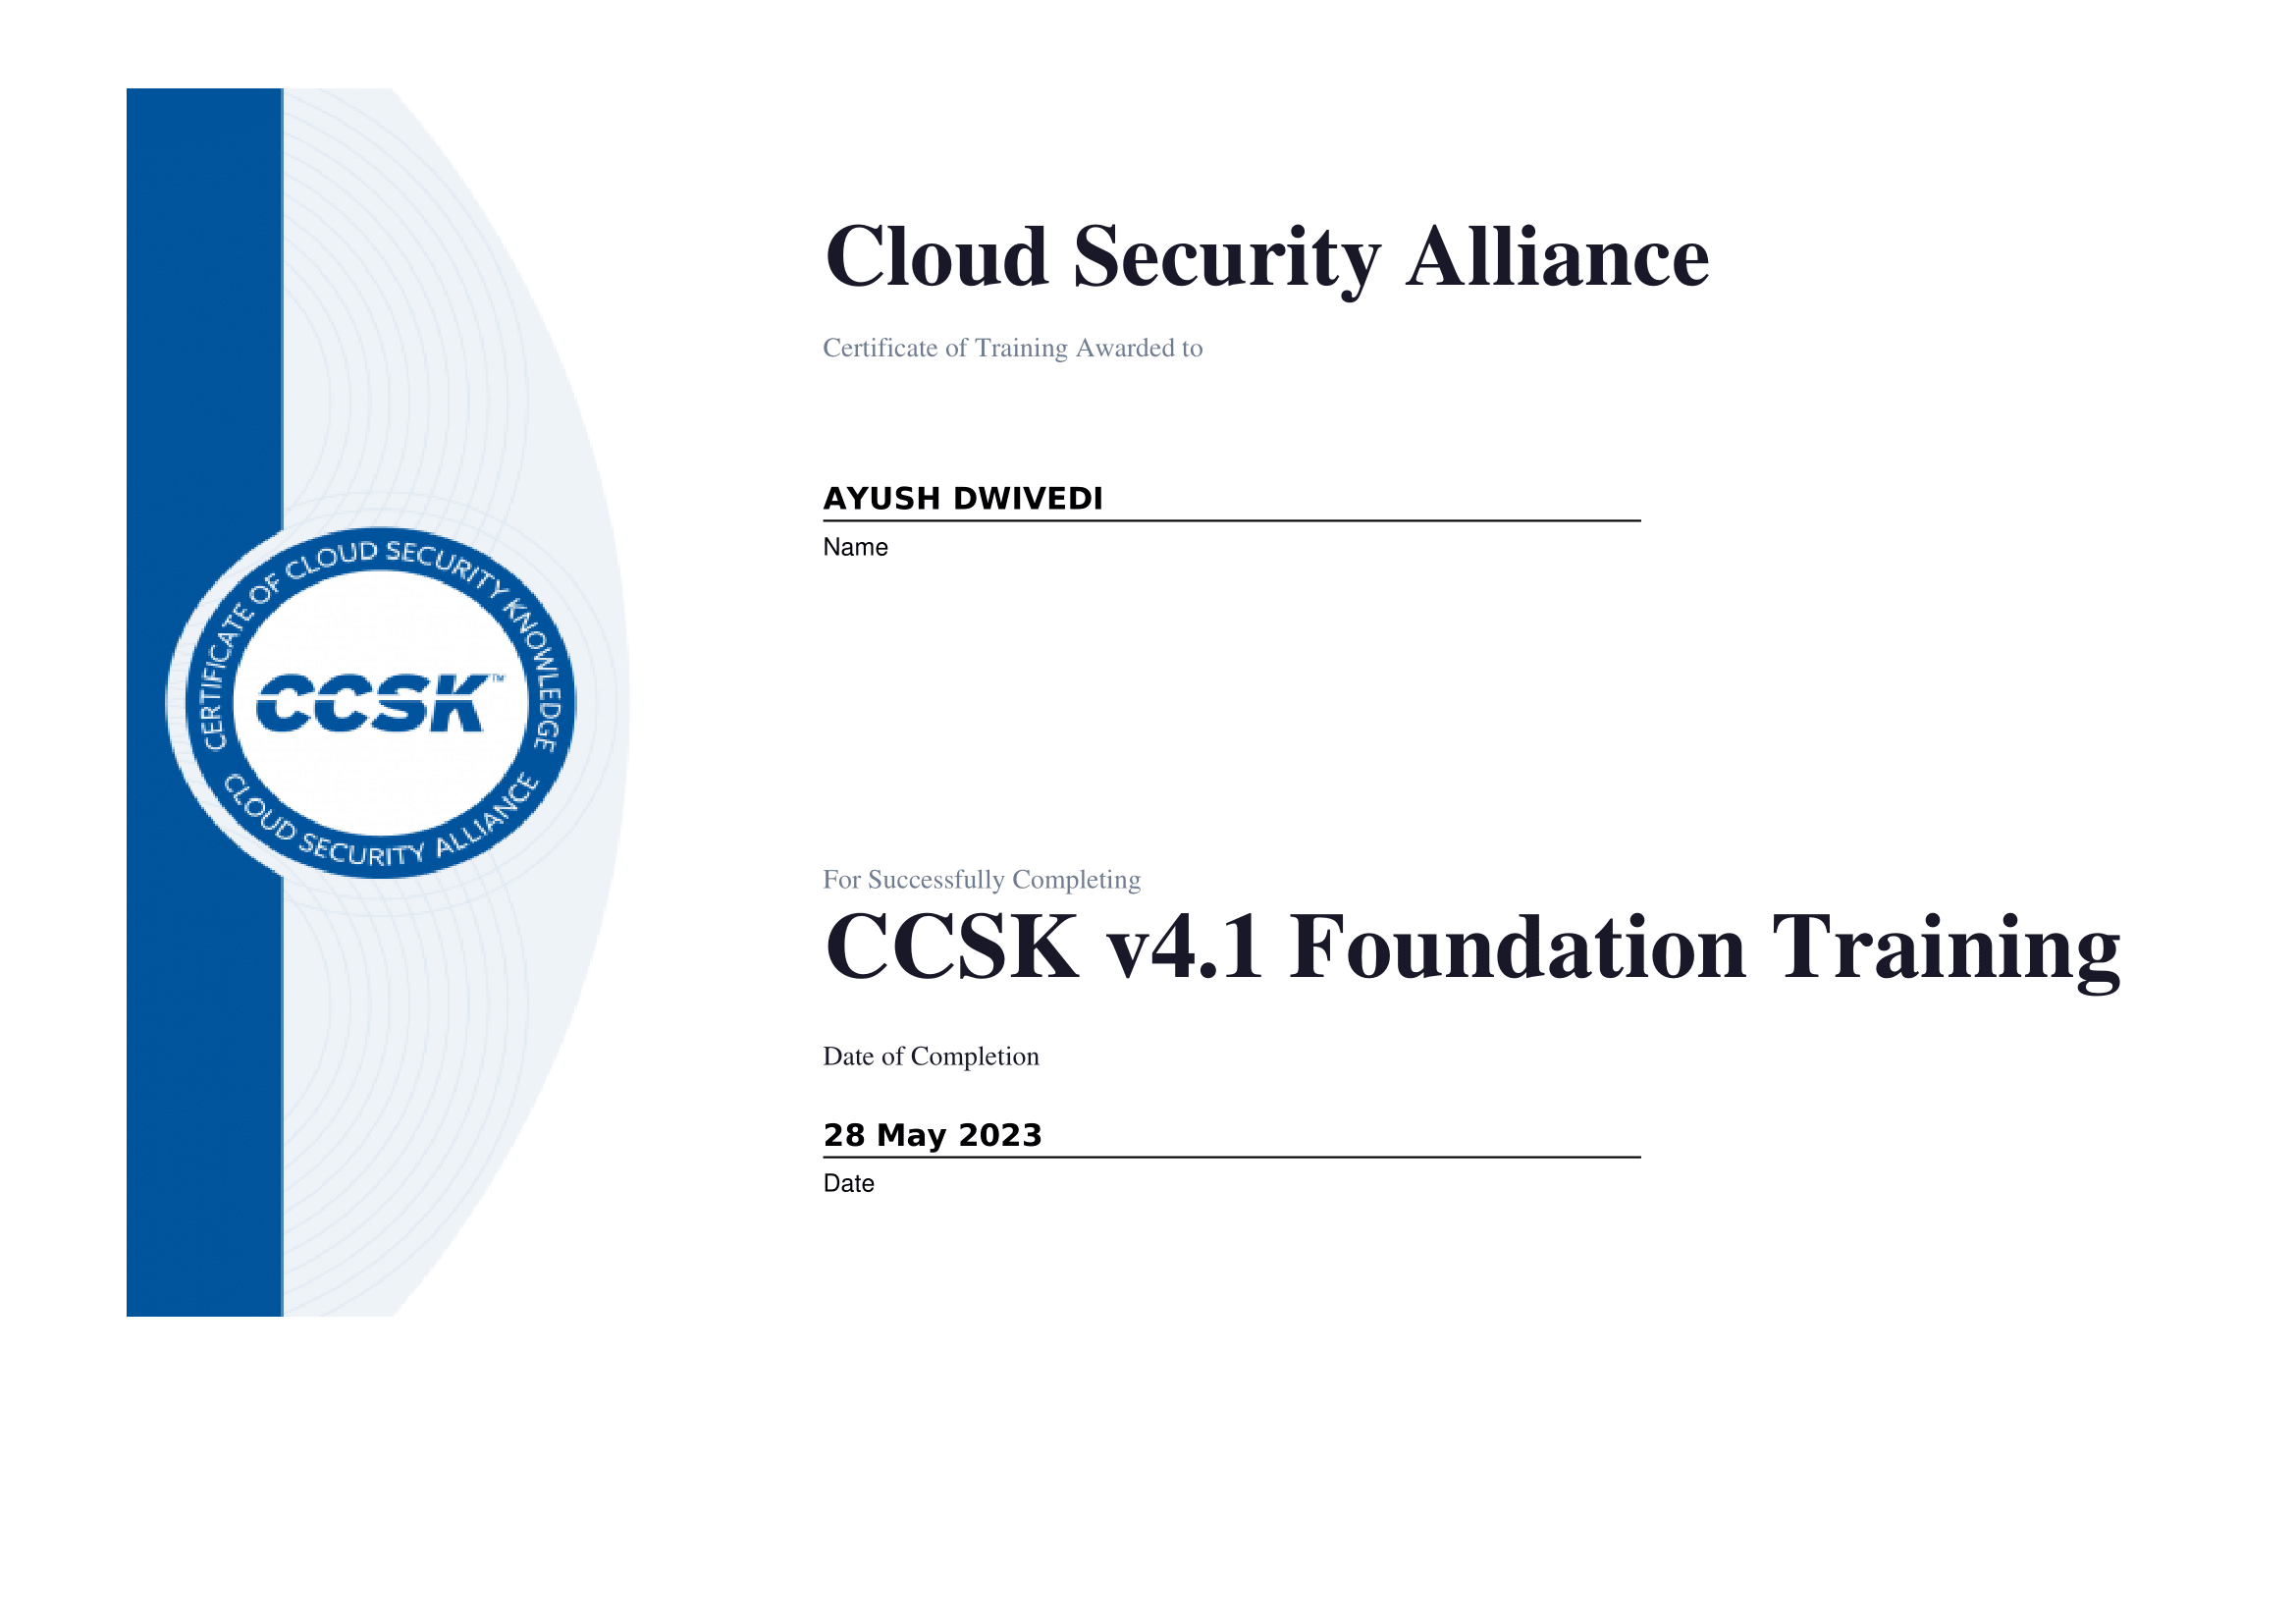 Cloud Security Alliance
Certificate of Training Awarded to
AYUSH DWIVEDI
Name
CERTIFICATE OF CLOUD SECURITY KNOWLEDGE
CCSK™
CLOUD SECURITY ALLIANCE
For Successfully Completing
CCSK v4.1 Foundation Training
Date of Completion
28 May 2023
Date